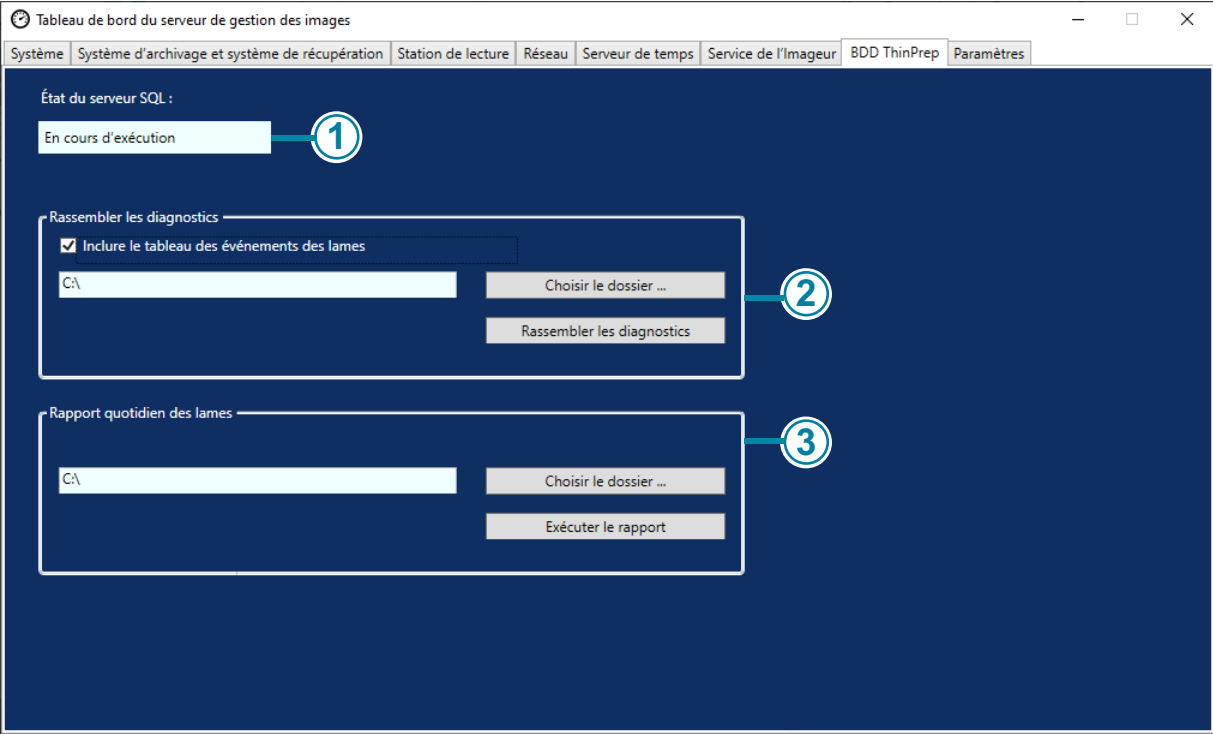 Tableau de bord du serveur de gestion des images
Système Système d'archivage et système de récupération Station de lecture Réseau Serveur de temps Service de l'Imageur BDD ThinPrep Paramètres
État du serveur SQL :
En cours d'exécution
1
Rassembler les diagnostics
Inclure le tableau des événements des lames
C:\ Choisir le dossier ...
2
Rassembler les diagnostics
Rapport quotidien des lames
3
C:\ Choisir le dossier ...
Exécuter le rapport